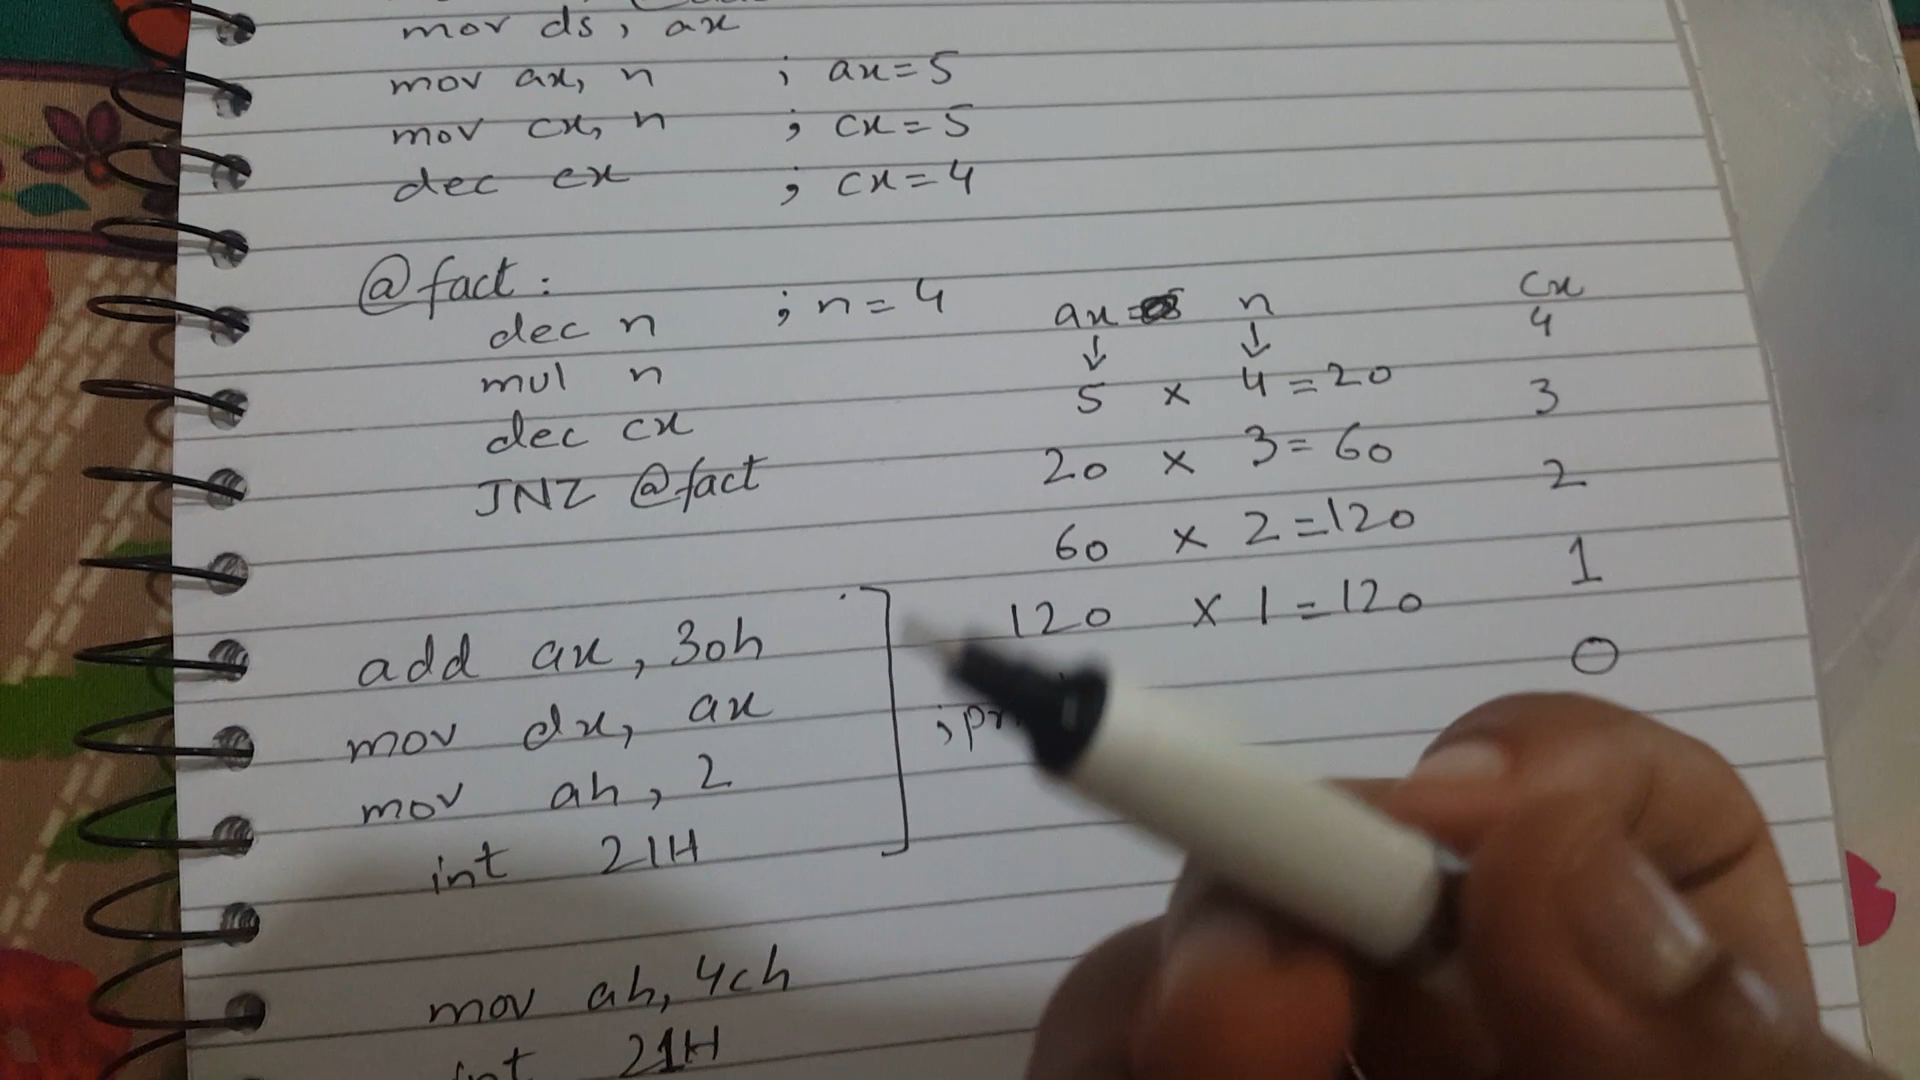 mov ds, ax
mov ax, n ; ax=5
mov cx, n ; cx=5
dec cx ; cx=4
@fact:
dec n ; n=4
mul n
dec cx
JNZ @fact
ax n cx
↓ ↓ 4
5 x 4=20
3
20 x 3=60
2
60 x 2=120
1
120 x 1=120
0
add ax, 30h
mov dx, ax
mov ah, 2
int 21H
mov ah, 4ch
int 21H